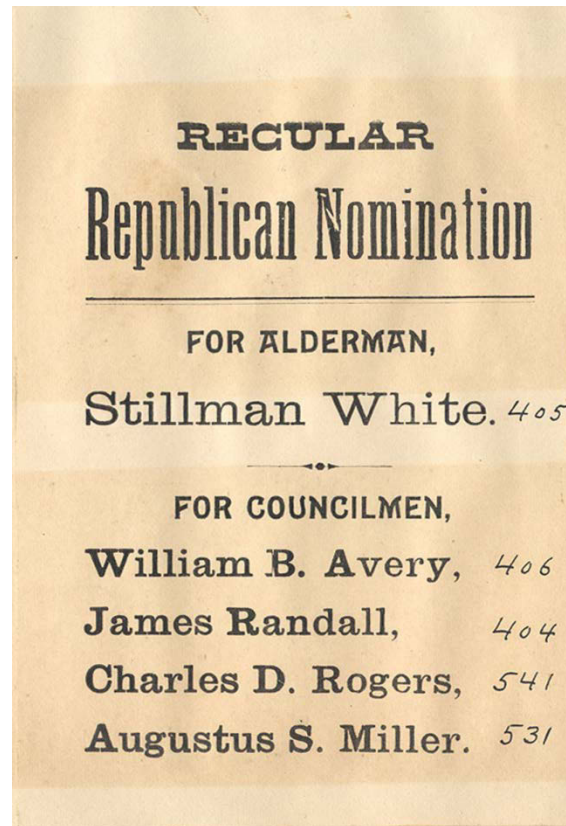 REGULAR
Republican Nomination
FOR ALDERMAN,
Stillman White. 405
FOR COUNCILMEN,
William B. Avery, 406
James Randall, 404
Charles D. Rogers, 541
Augustus S. Miller. 531